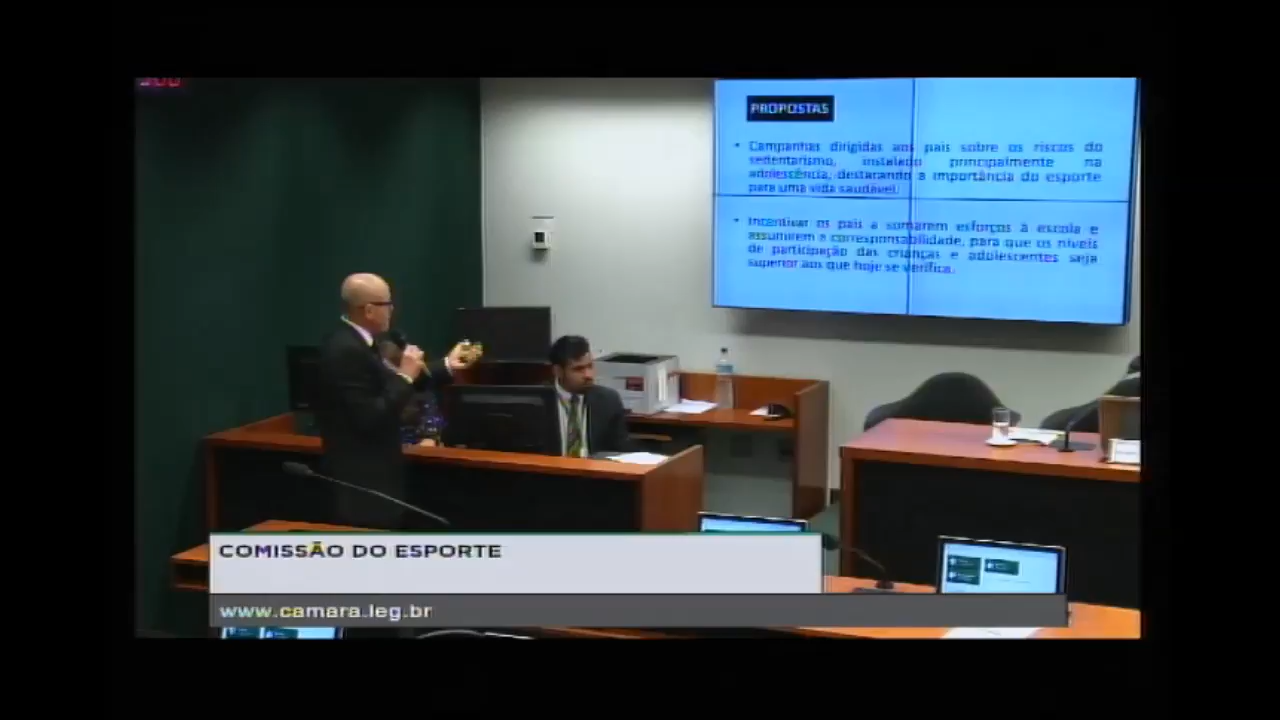 PROPOSTAS
• Campanhas dirigidas aos pais sobre os riscos do
sedentarismo, instalado principalmente na
adolescência, destacando a importância do esporte
para uma vida saudável.
• Incentivar os pais a somarem esforços à escola e
assumirem a corresponsabilidade, para que os níveis
de participação das crianças e adolescentes seja
superior aos que hoje se verifica.
COMISSÃO DO ESPORTE
www.camara.leg.br